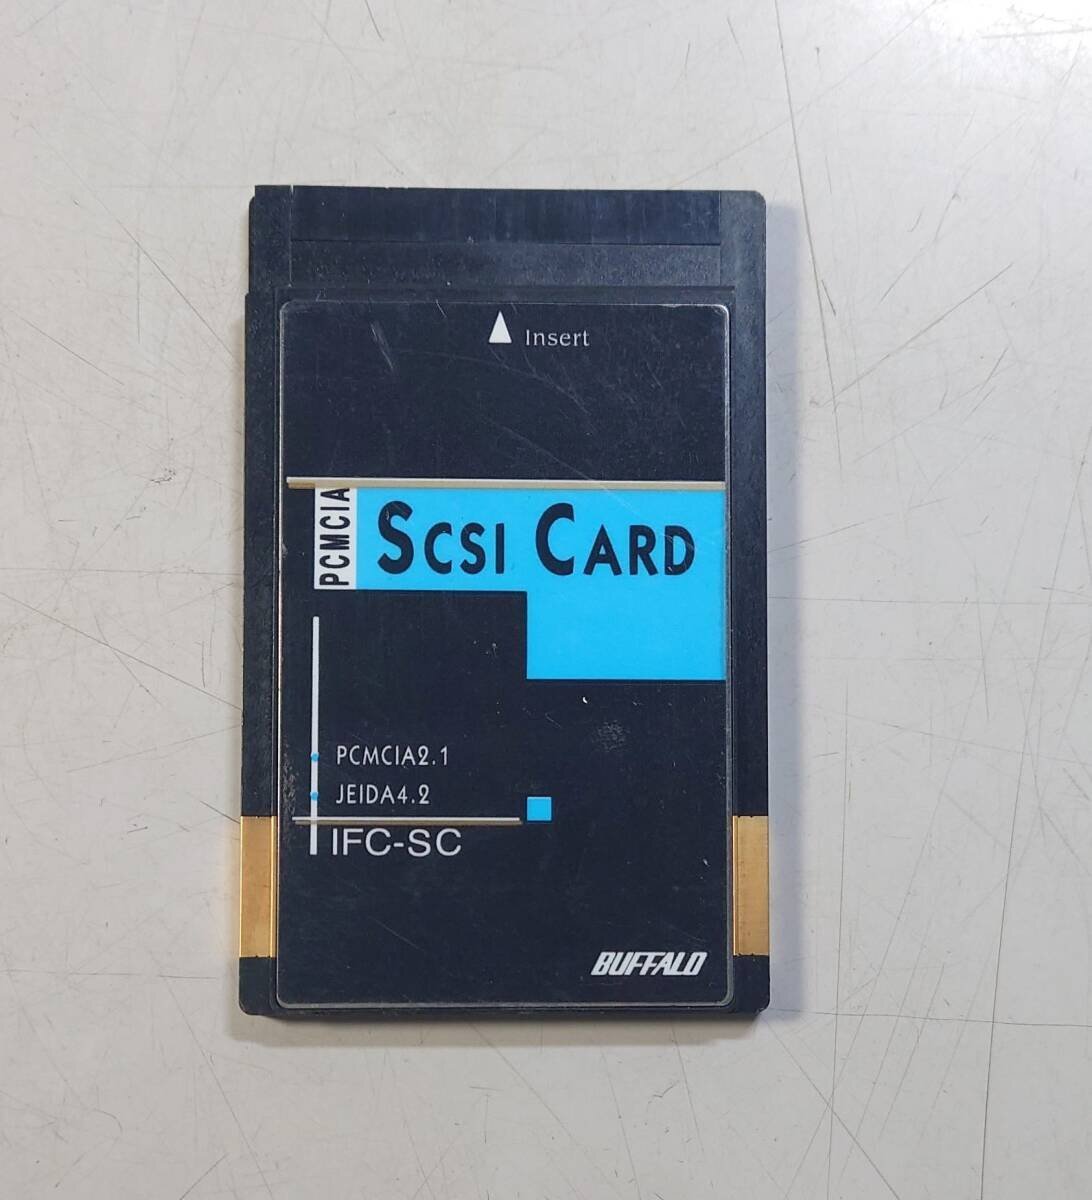 Insert
PCMCIA
SCSI CARD
PCMCIA2.1
JEIDA4.2
IFC-SC
BUFFALO